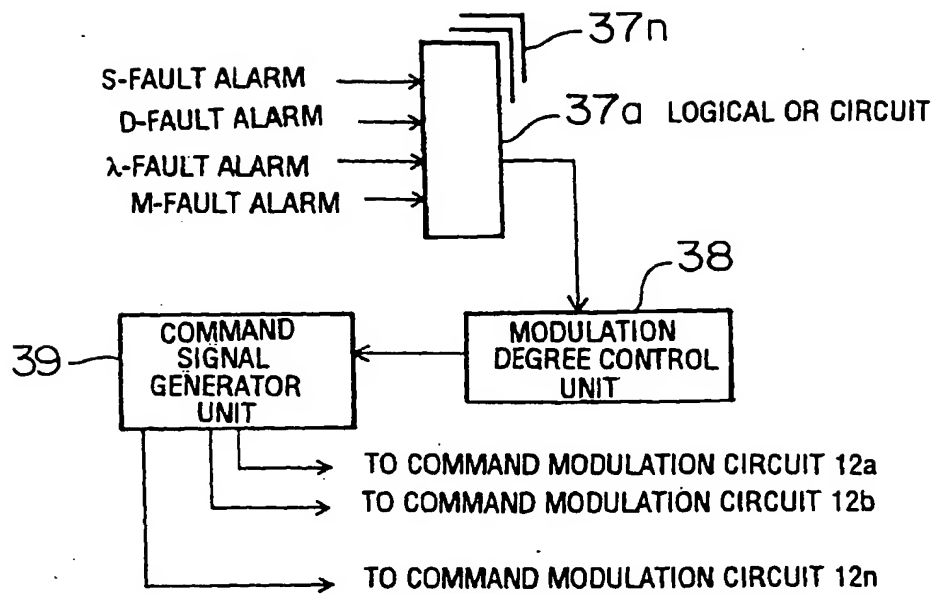 37n
S-FAULT ALARM
37a LOGICAL OR CIRCUIT
D-FAULT ALARM
λ-FAULT ALARM
M-FAULT ALARM
38
39
COMMAND
SIGNAL
GENERATOR
UNIT
MODULATION
DEGREE CONTROL
UNIT
TO COMMAND MODULATION CIRCUIT 12a
TO COMMAND MODULATION CIRCUIT 12b
TO COMMAND MODULATION CIRCUIT 12n